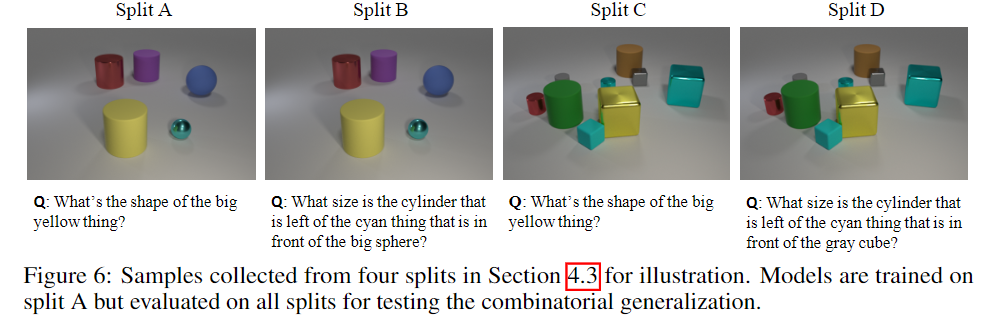 Split A
Split B
Split C
Split D
Q: What's the shape of the big
yellow thing?
Q: What size is the cylinder that
is left of the cyan thing that is in
front of the big sphere?
Q: What's the shape of the big
yellow thing?
Q: What size is the cylinder that
is left of the cyan thing that is in
front of the gray cube?
Figure 6: Samples collected from four splits in Section 4.3 for illustration. Models are trained on
split A but evaluated on all splits for testing the combinatorial generalization.